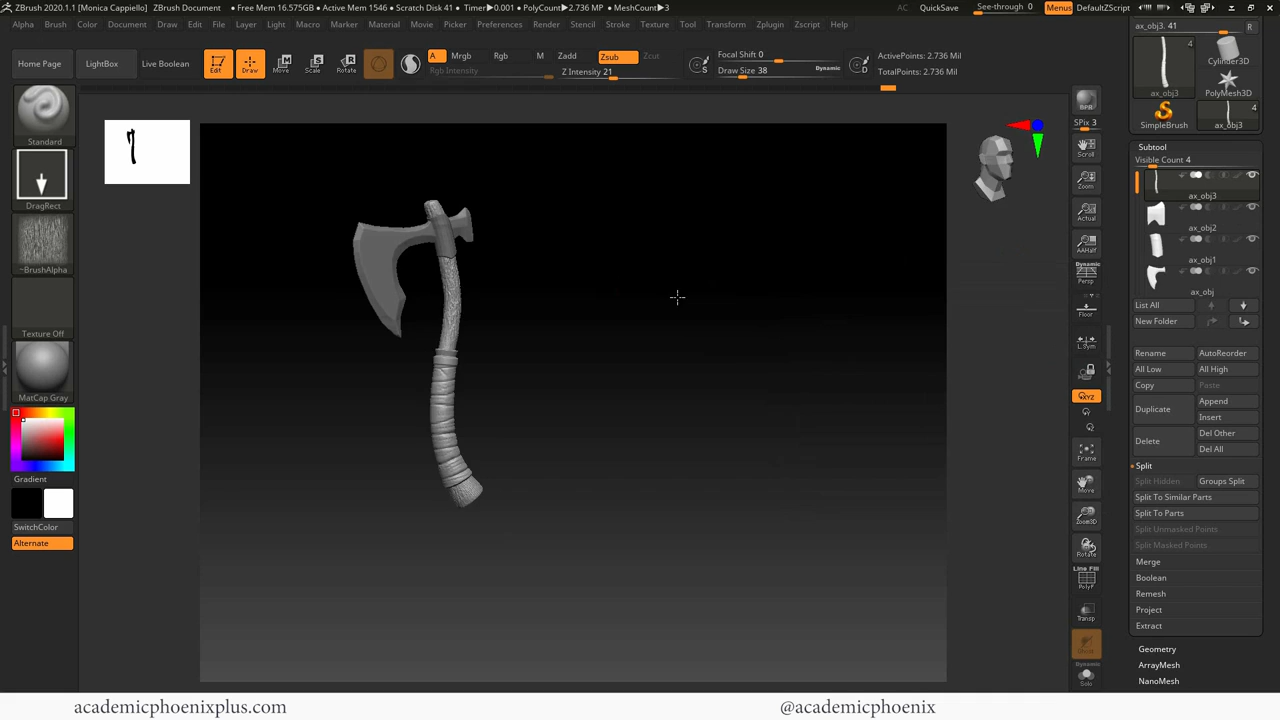 ZBrush 2020.1.1 [Monica Cappiello] ZBrush Document • Free Mem 16.575GB • Active Mem 1546 • Scratch Disk 41 • Timer▶0.001 • PolyCount▶2.736 MP • MeshCount▶3 AC QuickSave See-through 0 Menus DefaultZScript
Alpha Brush Color Document Draw Edit File Layer Light Macro Marker Material Movie Picker Preferences Render Stencil Stroke Texture Tool Transform Zplugin Zscript
Home Page LightBox Live Boolean Edit Draw Move Scale Rotate A Mrgb Rgb M Zadd Zsub Zcut
Rgb Intensity Z Intensity 21
Focal Shift 0
Draw Size 38 Dynamic
S D
ActivePoints: 2.736 Mil
TotalPoints: 2.736 Mil
Standard
DragRect
~BrushAlpha
Texture Off
MatCap Gray
Gradient
SwitchColor
Alternate
BPR
SPix 3
Scroll
Zoom
Actual
AAHalf
Dynamic
Persp
Floor
L.Sym
XYZ
Frame
Move
Zoom3D
Rotate
Line Fill
PolyF
Transp
Dynamic
Solo
ax_obj3. 41 R
4
Cylinder3D
PolyMesh3D
SimpleBrush
4
ax_obj3
Subtool
Visible Count 4
ax_obj3
ax_obj2
ax_obj1
ax_obj
List All
New Folder
Rename AutoReorder
All Low All High
Copy Paste
Duplicate Append
Insert
Delete Del Other
Del All
Split
Split Hidden Groups Split
Split To Similar Parts
Split To Parts
Split Unmasked Points
Split Masked Points
Merge
Boolean
Remesh
Project
Extract
Geometry
ArrayMesh
NanoMesh
academicphoenixplus.com @academicphoenix